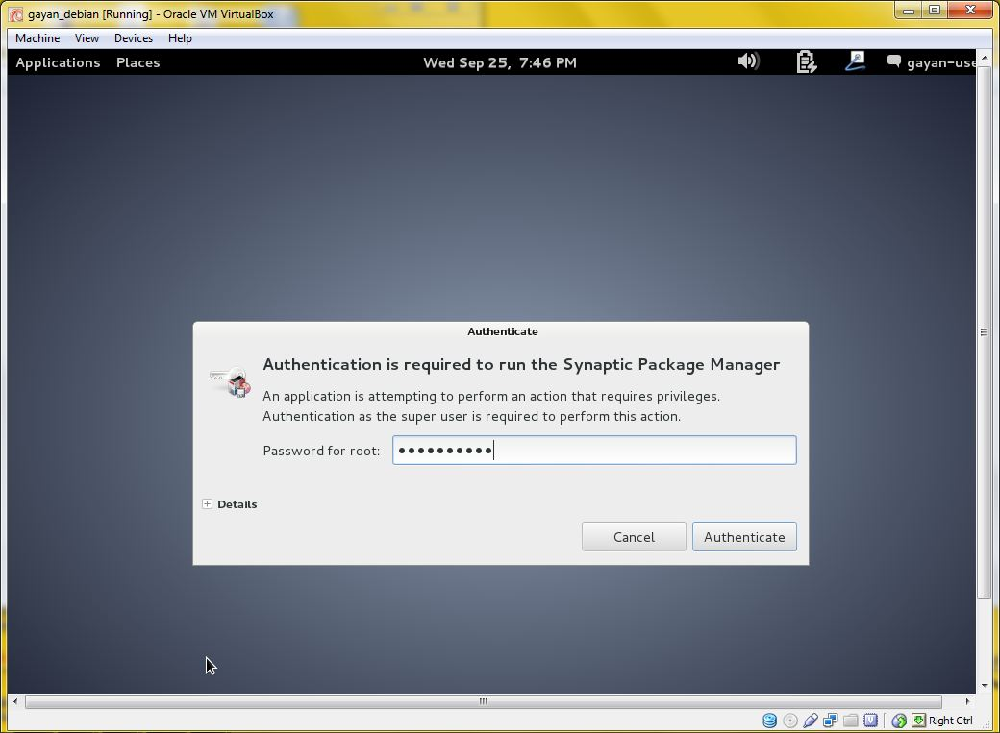 gayan_debian [Running] - Oracle VM VirtualBox
Machine View Devices Help
Applications Places Wed Sep 25, 7:46 PM gayan-use
Authenticate
Authentication is required to run the Synaptic Package Manager
An application is attempting to perform an action that requires privileges.
Authentication as the super user is required to perform this action.
Password for root: ••••••••••
Details
Cancel Authenticate
Right Ctrl